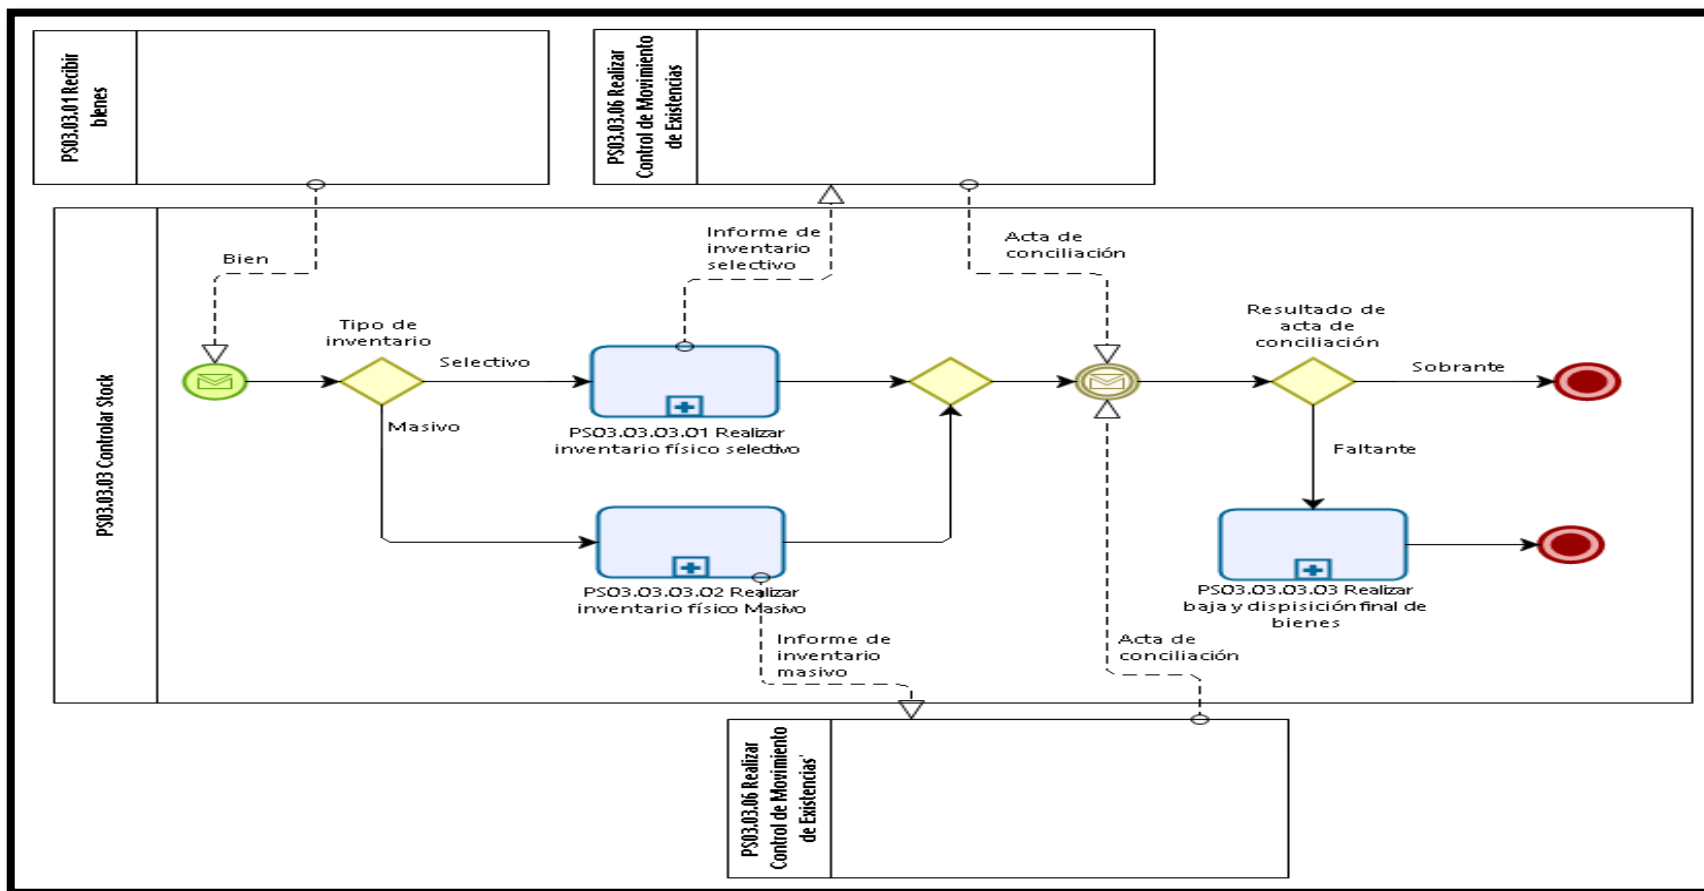 PS03.03.01 Recibir
bienes
PS03.03.06 Realizar
Control de Movimiento
de Existencias
PS03.03.03 Controlar Stock
Bien
Informe de
inventario
selectivo
Acta de
conciliación
Tipo de
inventario
Selectivo
Masivo
PS03.03.03.01 Realizar
inventario físico selectivo
PS03.03.03.02 Realizar
inventario físico Masivo
Informe de
inventario
masivo
Resultado de
acta de
conciliación
Sobrante
Faltante
PS03.03.03.03 Realizar
baja y dispisición final de
bienes
Acta de
conciliación
PS03.03.06 Realizar
Control de Movimiento
de Existencias'